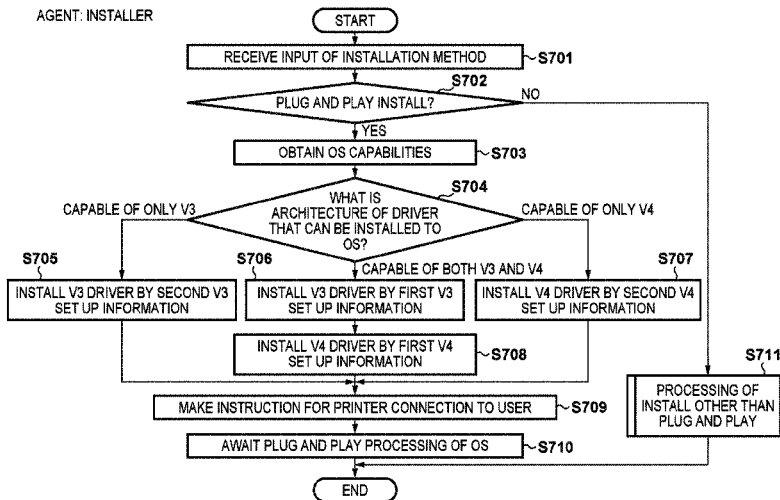 AGENT: INSTALLER
START
RECEIVE INPUT OF INSTALLATION METHOD
S701
S702
PLUG AND PLAY INSTALL?
NO
YES
OBTAIN OS CAPABILITIES
S703
S704
WHAT IS
ARCHITECTURE OF DRIVER
THAT CAN BE INSTALLED TO
OS?
CAPABLE OF ONLY V3
CAPABLE OF ONLY V4
CAPABLE OF BOTH V3 AND V4
S705
INSTALL V3 DRIVER BY SECOND V3
SET UP INFORMATION
S706
INSTALL V3 DRIVER BY FIRST V3
SET UP INFORMATION
S707
INSTALL V4 DRIVER BY SECOND V4
SET UP INFORMATION
INSTALL V4 DRIVER BY FIRST V4
SET UP INFORMATION
S708
S711
PROCESSING OF
INSTALL OTHER THAN
PLUG AND PLAY
MAKE INSTRUCTION FOR PRINTER CONNECTION TO USER
S709
AWAIT PLUG AND PLAY PROCESSING OF OS
S710
END